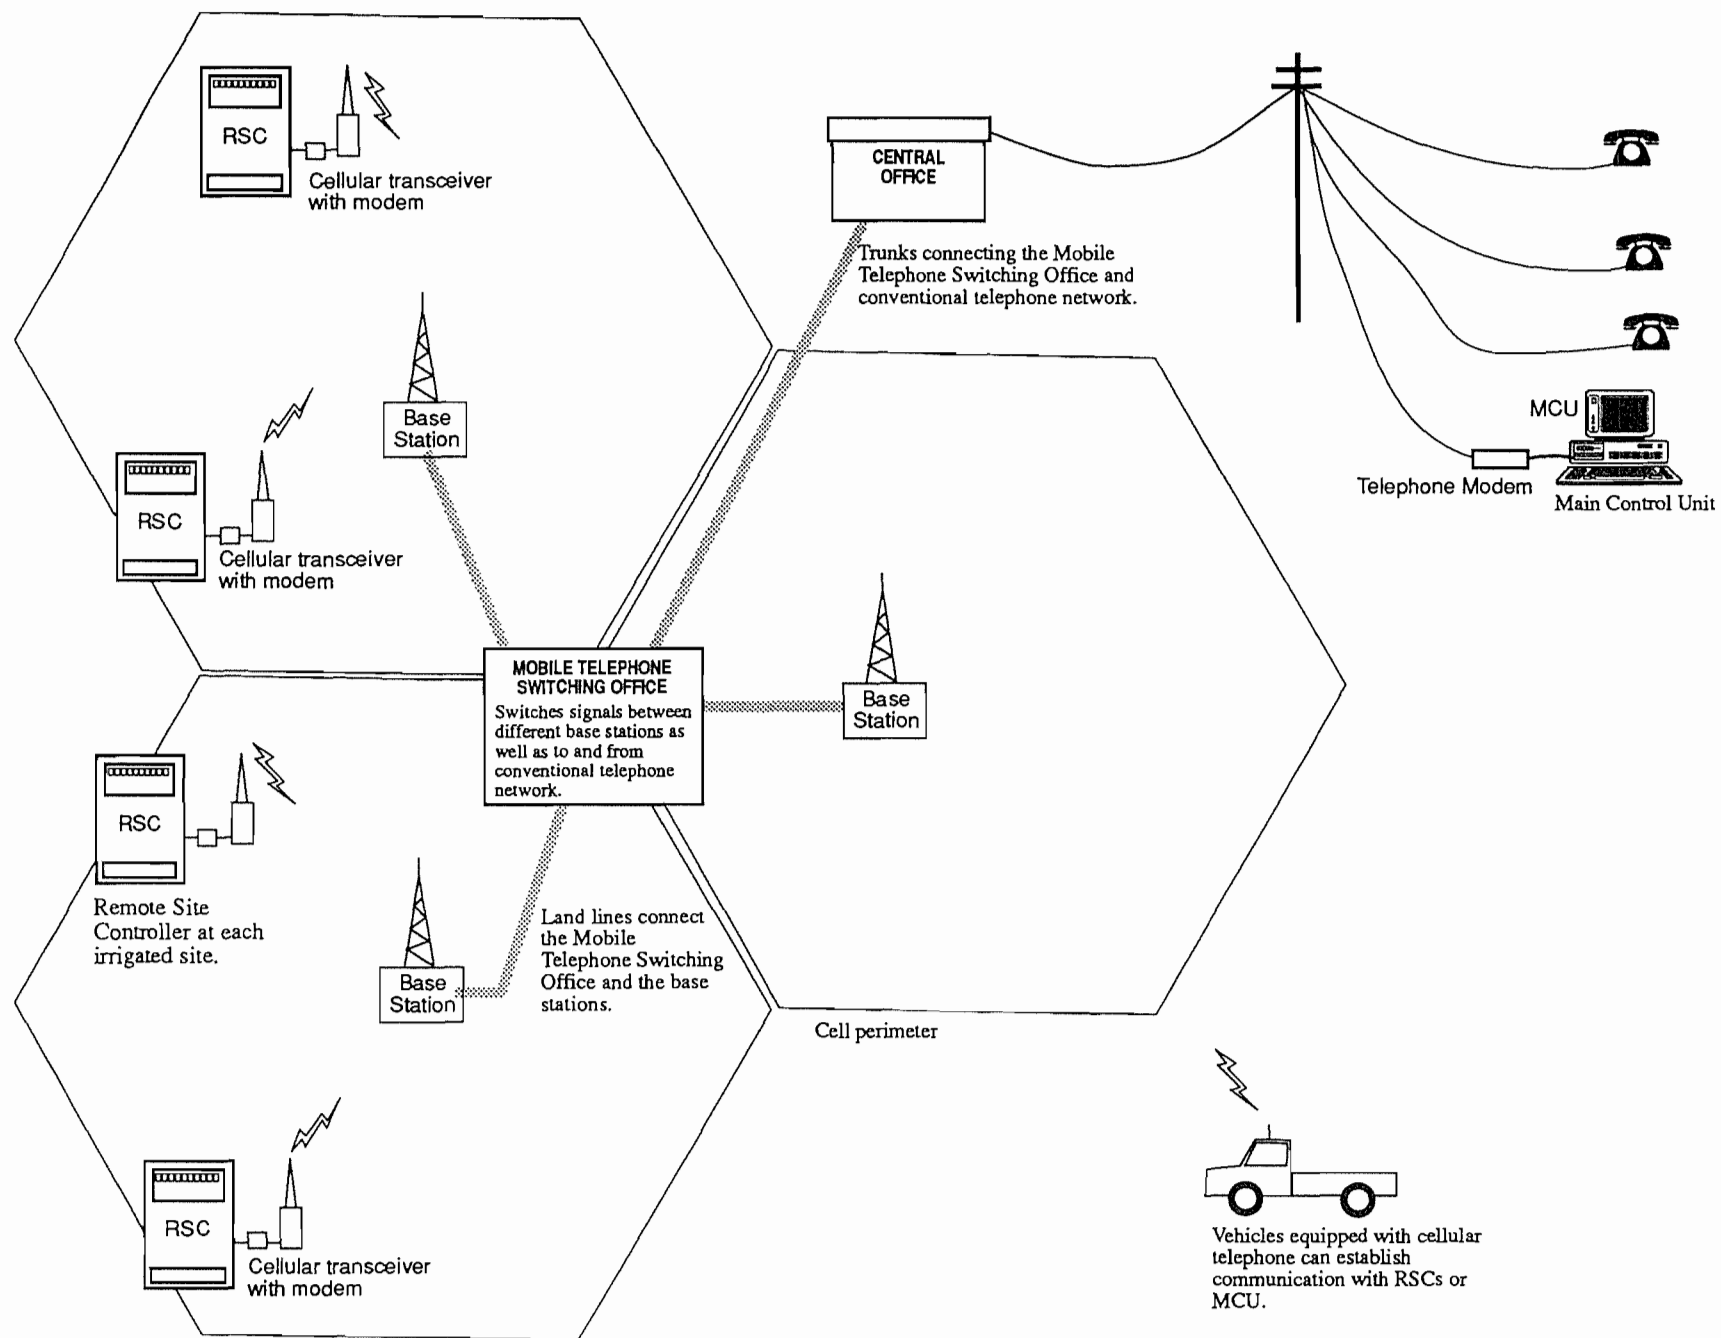 RSC
Cellular transceiver
with modem
CENTRAL
OFFICE
Trunks connecting the Mobile
Telephone Switching Office and
conventional telephone network.
Base
Station
MCU
Telephone Modem
Main Control Unit
RSC
Cellular transceiver
with modem
MOBILE TELEPHONE
SWITCHING OFFICE
Switches signals between
different base stations as
well as to and from
conventional telephone
network.
Base
Station
RSC
Remote Site
Controller at each
irrigated site.
Base
Station
Land lines connect
the Mobile
Telephone Switching
Office and the base
stations.
Cell perimeter
RSC
Cellular transceiver
with modem
Vehicles equipped with cellular
telephone can establish
communication with RSCs or
MCU.